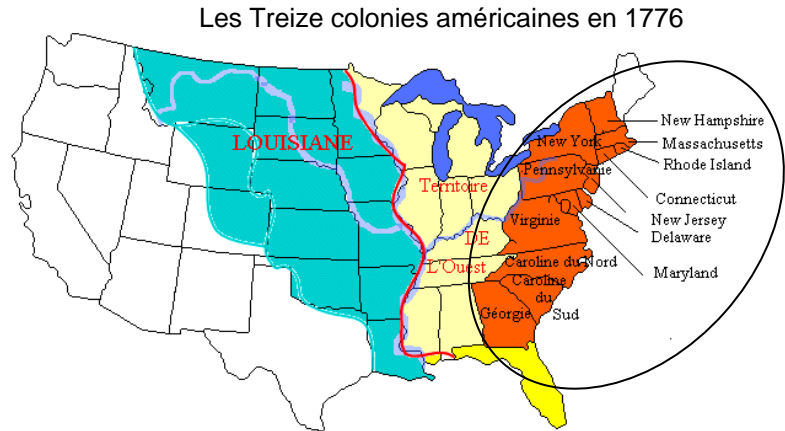 Les Treize colonies américaines en 1776
LOUISIANE
Territoire
DE
L'Ouest
New York
Pennsylvanie
Virginie
Caroline du Nord
Caroline
du
Sud
Géorgie
New Hampshire
Massachusetts
Rhode Island
Connecticut
New Jersey
Delaware
Maryland